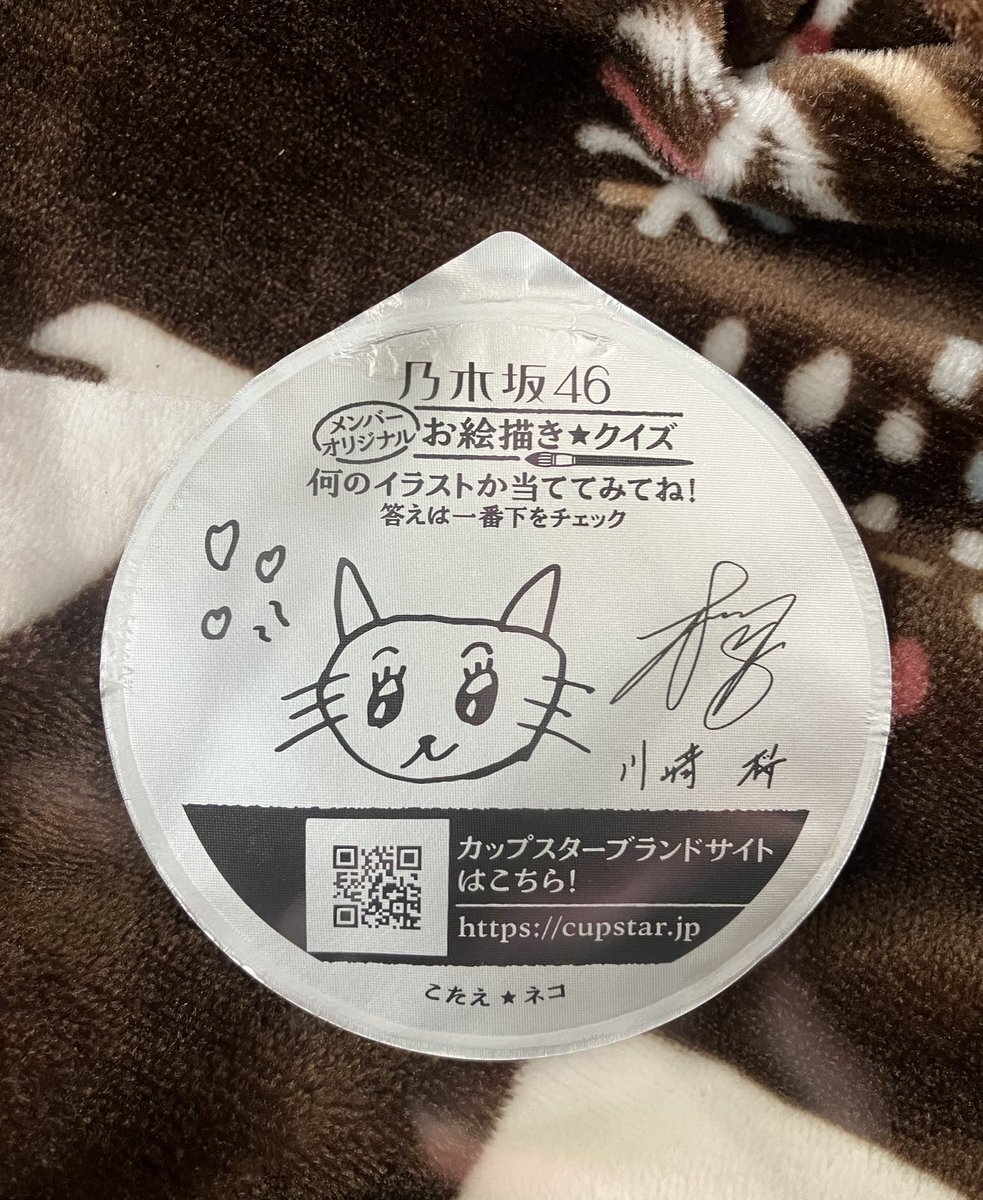 乃木坂46
メンバー
オリジナル
お絵描き★クイズ
何のイラストか当ててみてね!
答えは一番下をチェック
川﨑 桜
カップスターブランドサイト
はこちら!
https://cupstar.jp
こたえ★ネコ